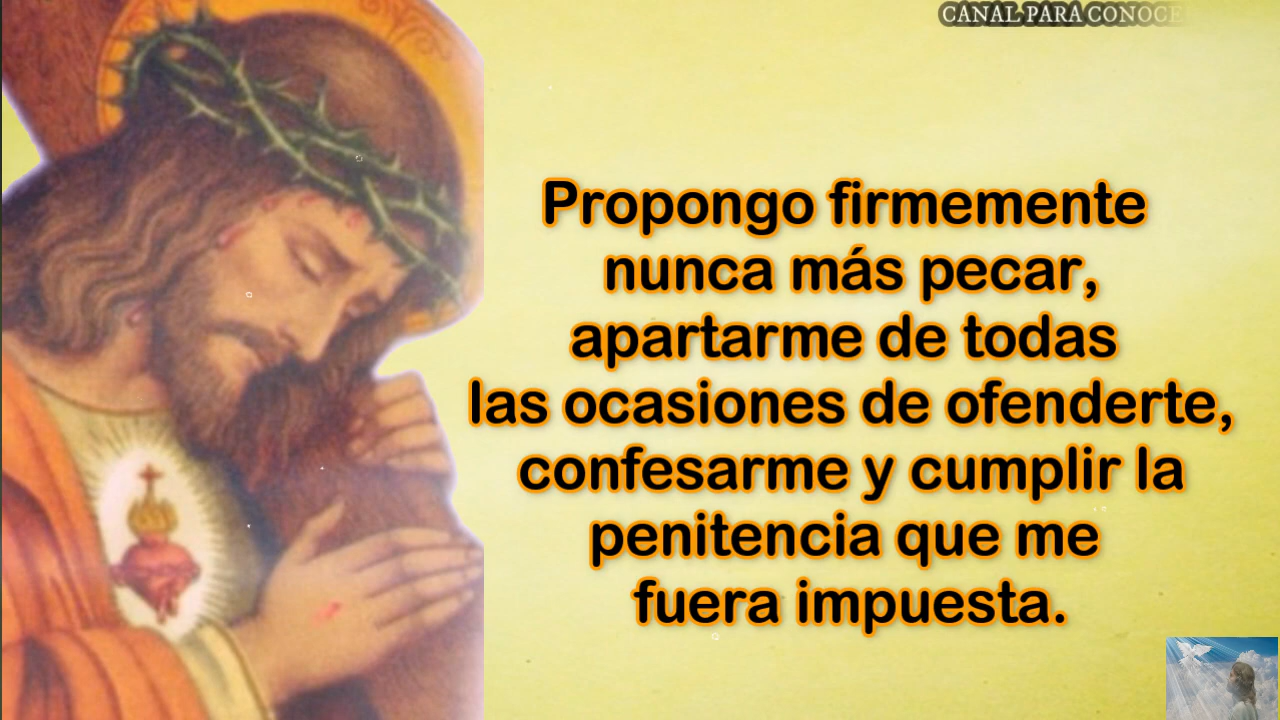 CANAL PARA CONOCE
Propongo firmemente
nunca más pecar,
apartarme de todas
las ocasiones de ofenderte,
confesarme y cumplir la
penitencia que me
fuera impuesta.